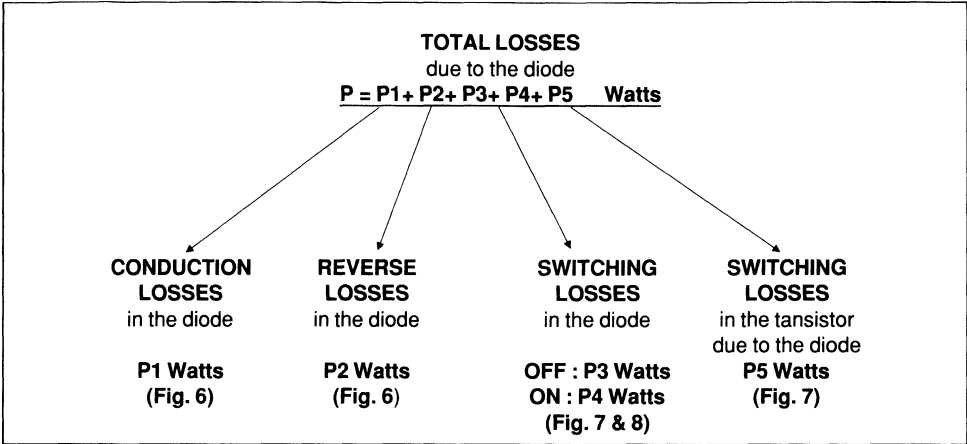 TOTAL LOSSES
due to the diode
P = P1+ P2+ P3+ P4+ P5 Watts
CONDUCTION
LOSSES
in the diode
P1 Watts
(Fig. 6)
REVERSE
LOSSES
in the diode
P2 Watts
(Fig. 6)
SWITCHING
LOSSES
in the diode
OFF : P3 Watts
ON : P4 Watts
(Fig. 7 & 8)
SWITCHING
LOSSES
in the tansistor
due to the diode
P5 Watts
(Fig. 7)